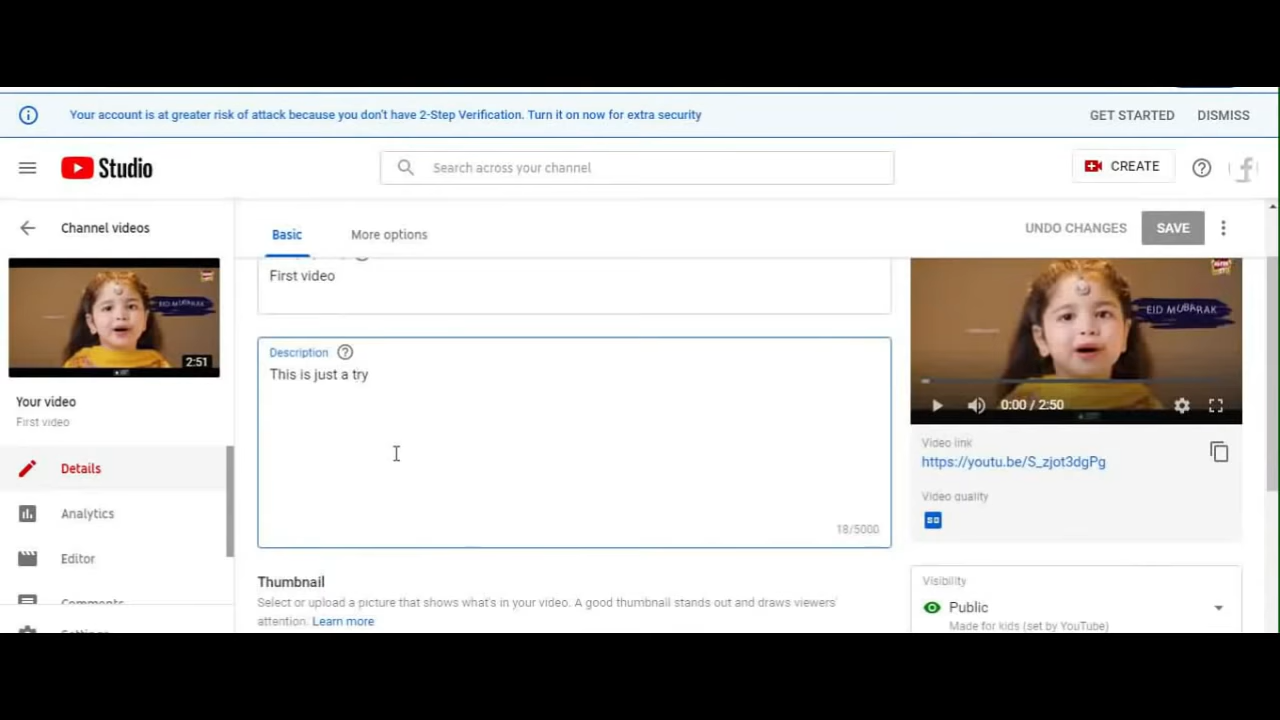 Your account is at greater risk of attack because you don't have 2-Step Verification. Turn it on now for extra security
GET STARTED
DISMISS
Studio
Search across your channel
CREATE
Channel videos
Basic
More options
UNDO CHANGES
SAVE
EID MUBARAK
2:51
Your video
First video
Details
Analytics
Editor
Comments
Settings
First video
Description
This is just a try
18/5000
Thumbnail
Select or upload a picture that shows what's in your video. A good thumbnail stands out and draws viewers'
attention. Learn more
EID MUBARAK
0:00 / 2:50
Video link
https://youtu.be/S_zjot3dgPg
Video quality
SD
Visibility
Public
Made for kids (set by YouTube)